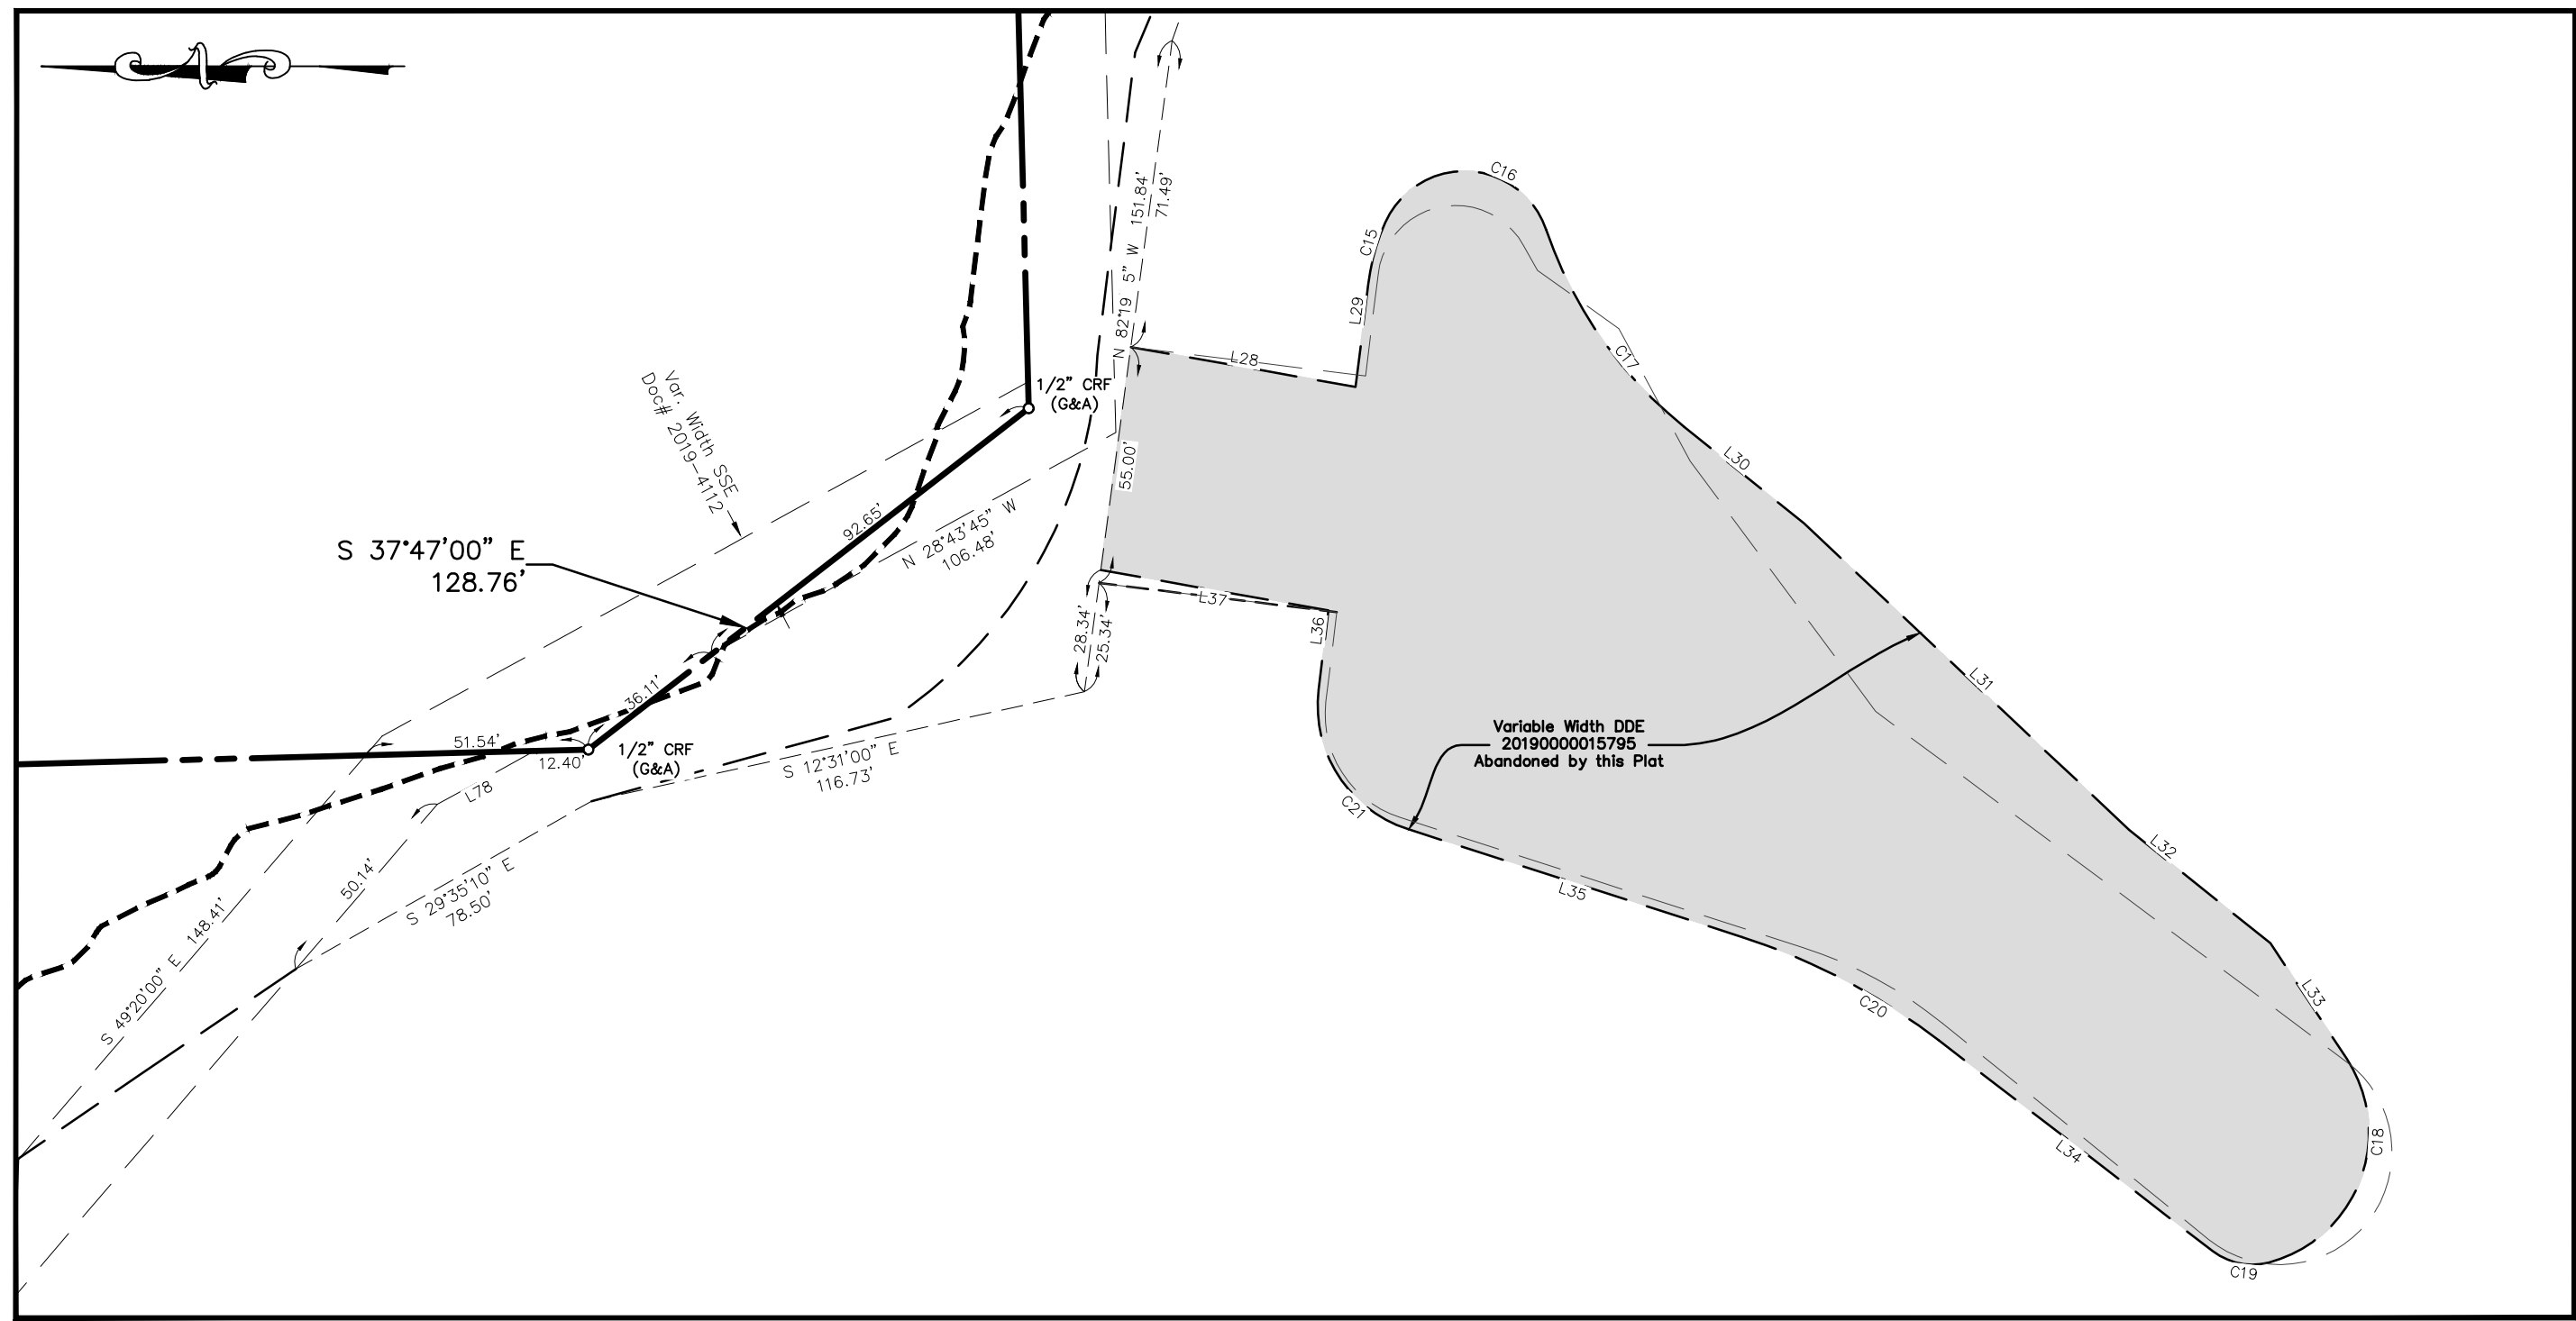 N
C16
151.84'
71.49'
N 82°19 5" W
C15
L29
L28
C17
1/2" CRF
(G&A)
Var. Width SSE
Doc# 2019-4112
L30
55.00'
92.65'
N 28°43'45" W
106.48'
S 37°47'00" E
128.76'
L37
L36
28.34'
25.34'
36.11'
L31
51.54'
12.40'
1/2" CRF
(G&A)
S 12°31'00" E
116.73'
Variable Width DDE
20190000015795
Abandoned by this Plat
L78
C21
L32
50.14'
S 29°35'10" E
78.50'
L35
S 49°20'00" E 148.41'
L33
C20
L34
C18
C19